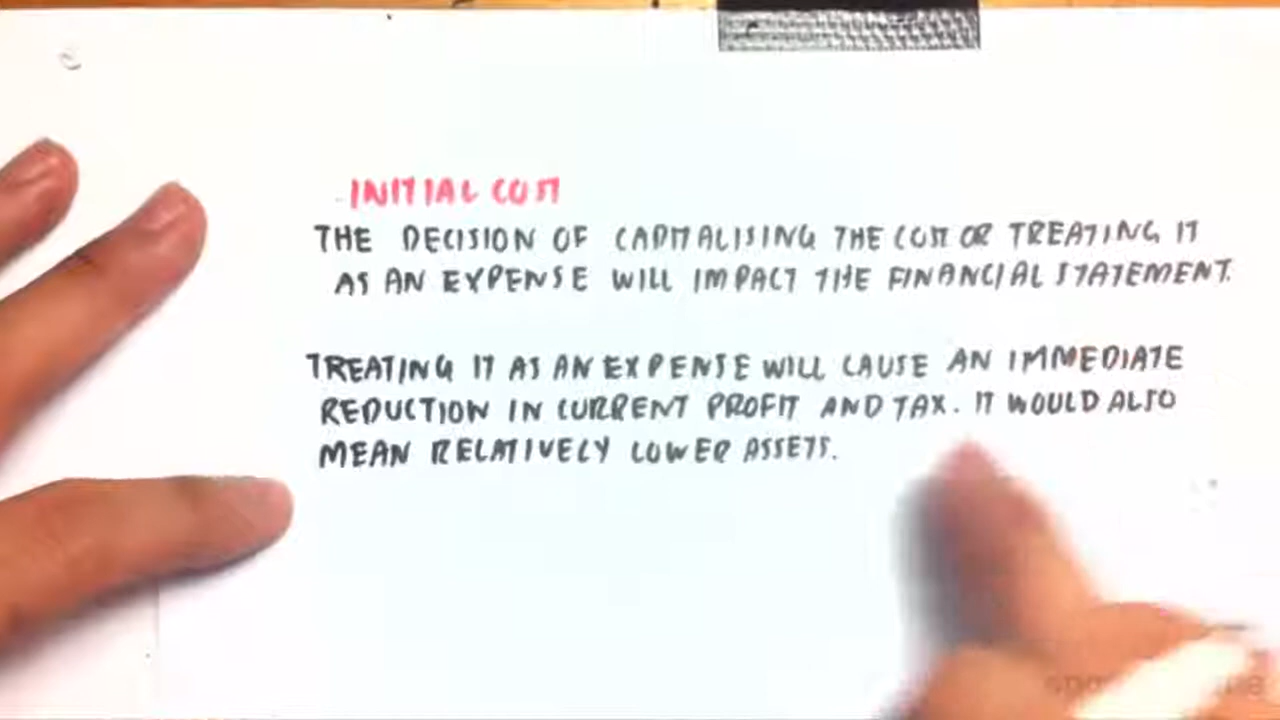 INITIAL COST
THE DECISION OF CAPITALISING THE COST OR TREATING IT
AS AN EXPENSE WILL IMPACT THE FINANCIAL STATEMENT.
TREATING IT AS AN EXPENSE WILL CAUSE AN IMMEDIATE
REDUCTION IN CURRENT PROFIT AND TAX. IT WOULD ALSO
MEAN RELATIVELY LOWER ASSETS.